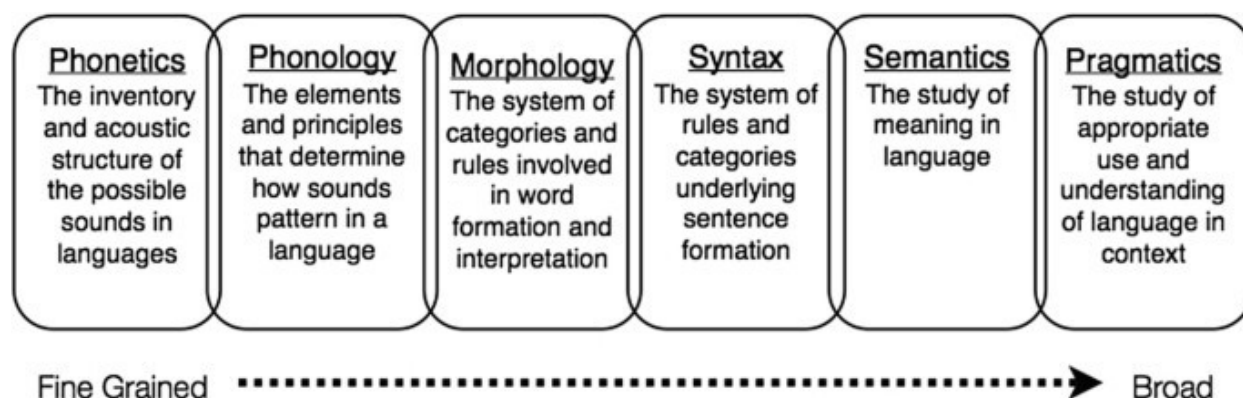 Phonetics
The inventory
and acoustic
structure of
the possible
sounds in
languages
Phonology
The elements
and principles
that determine
how sounds
pattern in a
language
Morphology
The system of
categories and
rules involved
in word
formation and
interpretation
Syntax
The system of
rules and
categories
underlying
sentence
formation
Semantics
The study of
meaning in
language
Pragmatics
The study of
appropriate
use and
understanding
of language in
context
Fine Grained
Broad